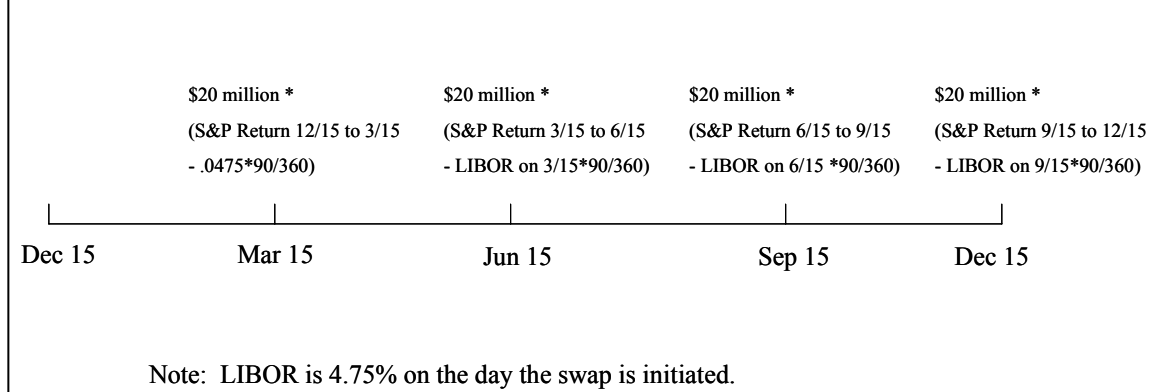 $20 million *
(S&P Return 12/15 to 3/15
- .0475*90/360)
$20 million *
(S&P Return 3/15 to 6/15
- LIBOR on 3/15*90/360)
$20 million *
(S&P Return 6/15 to 9/15
- LIBOR on 6/15 *90/360)
$20 million *
(S&P Return 9/15 to 12/15
- LIBOR on 9/15*90/360)
Dec 15
Mar 15
Jun 15
Sep 15
Dec 15
Note: LIBOR is 4.75% on the day the swap is initiated.